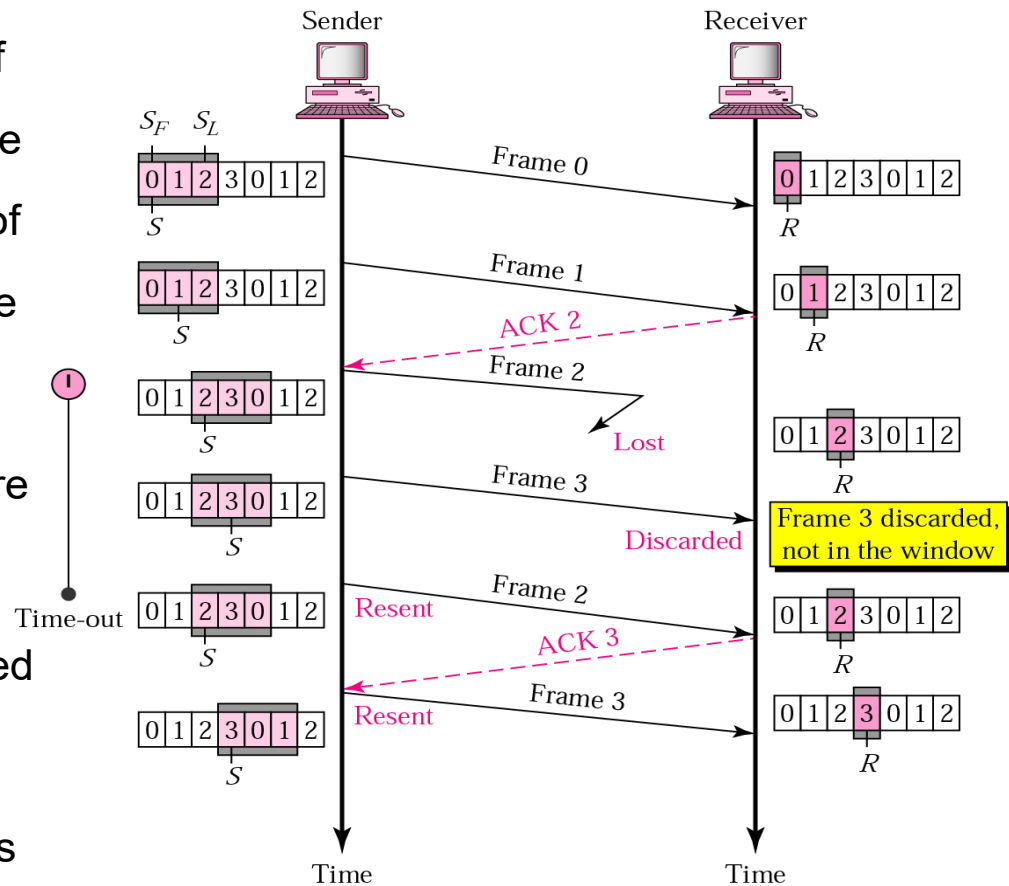 f
e
of
e
re
ed
s
Sender
Receiver
S_F S_L
0 1 2 3 0 1 2
S
Frame 0
0 1 2 3 0 1 2
R
0 1 2 3 0 1 2
S
Frame 1
0 1 2 3 0 1 2
R
ACK 2
0 1 2 3 0 1 2
S
Frame 2
Lost
0 1 2 3 0 1 2
R
0 1 2 3 0 1 2
S
Frame 3
Discarded
Frame 3 discarded,
not in the window
Time-out
0 1 2 3 0 1 2
S
Resent
Frame 2
0 1 2 3 0 1 2
R
ACK 3
0 1 2 3 0 1 2
S
Resent
Frame 3
0 1 2 3 0 1 2
R
Time
Time